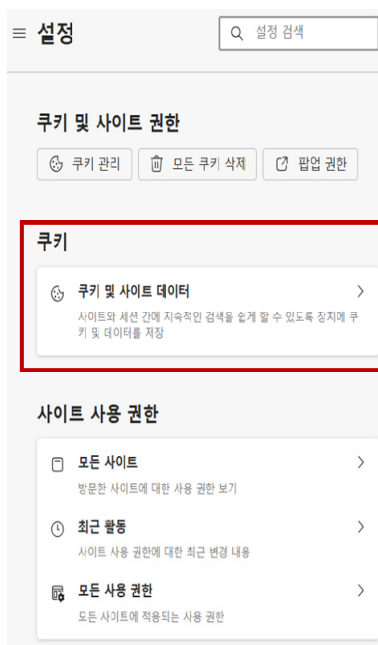 설정
설정 검색
쿠키 및 사이트 권한
쿠키 관리
모든 쿠키 삭제
팝업 권한
쿠키
쿠키 및 사이트 데이터
사이트와 세션 간에 지속적인 검색을 쉽게 할 수 있도록 장치에 쿠
키 및 데이터를 저장
사이트 사용 권한
모든 사이트
방문한 사이트에 대한 사용 권한 보기
최근 활동
사이트 사용 권한에 대한 최근 변경 내용
모든 사용 권한
모든 사이트에 적용되는 사용 권한